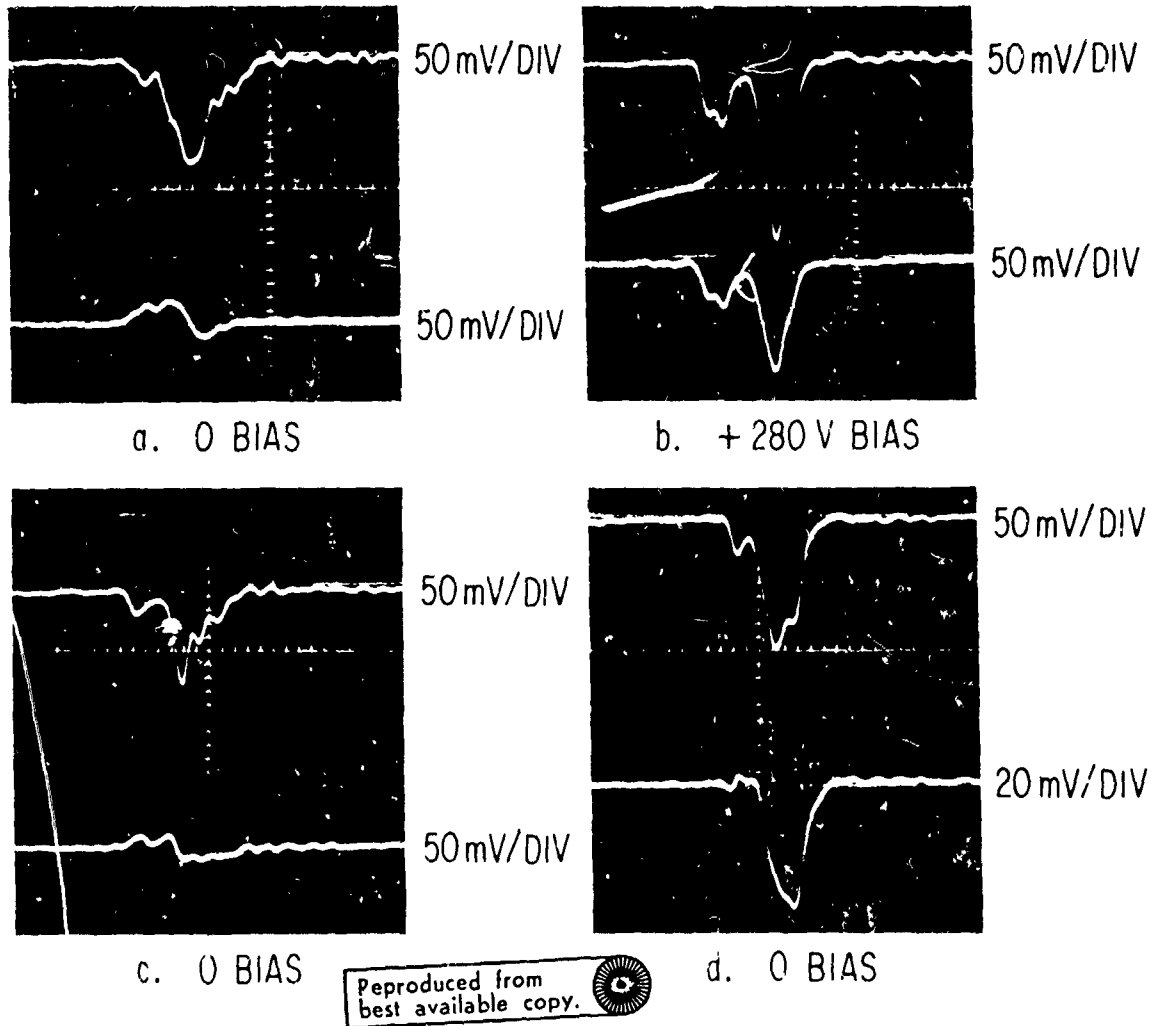 50 mV/DIV
50 mV/DIV
50 mV/DIV
50 mV/DIV
a. 0 BIAS
b. + 280 V BIAS
50 mV/DIV
50 mV/DIV
50 mV/DIV
20 mV/DIV
c. 0 BIAS
d. 0 BIAS
Peproduced from
best available copy.